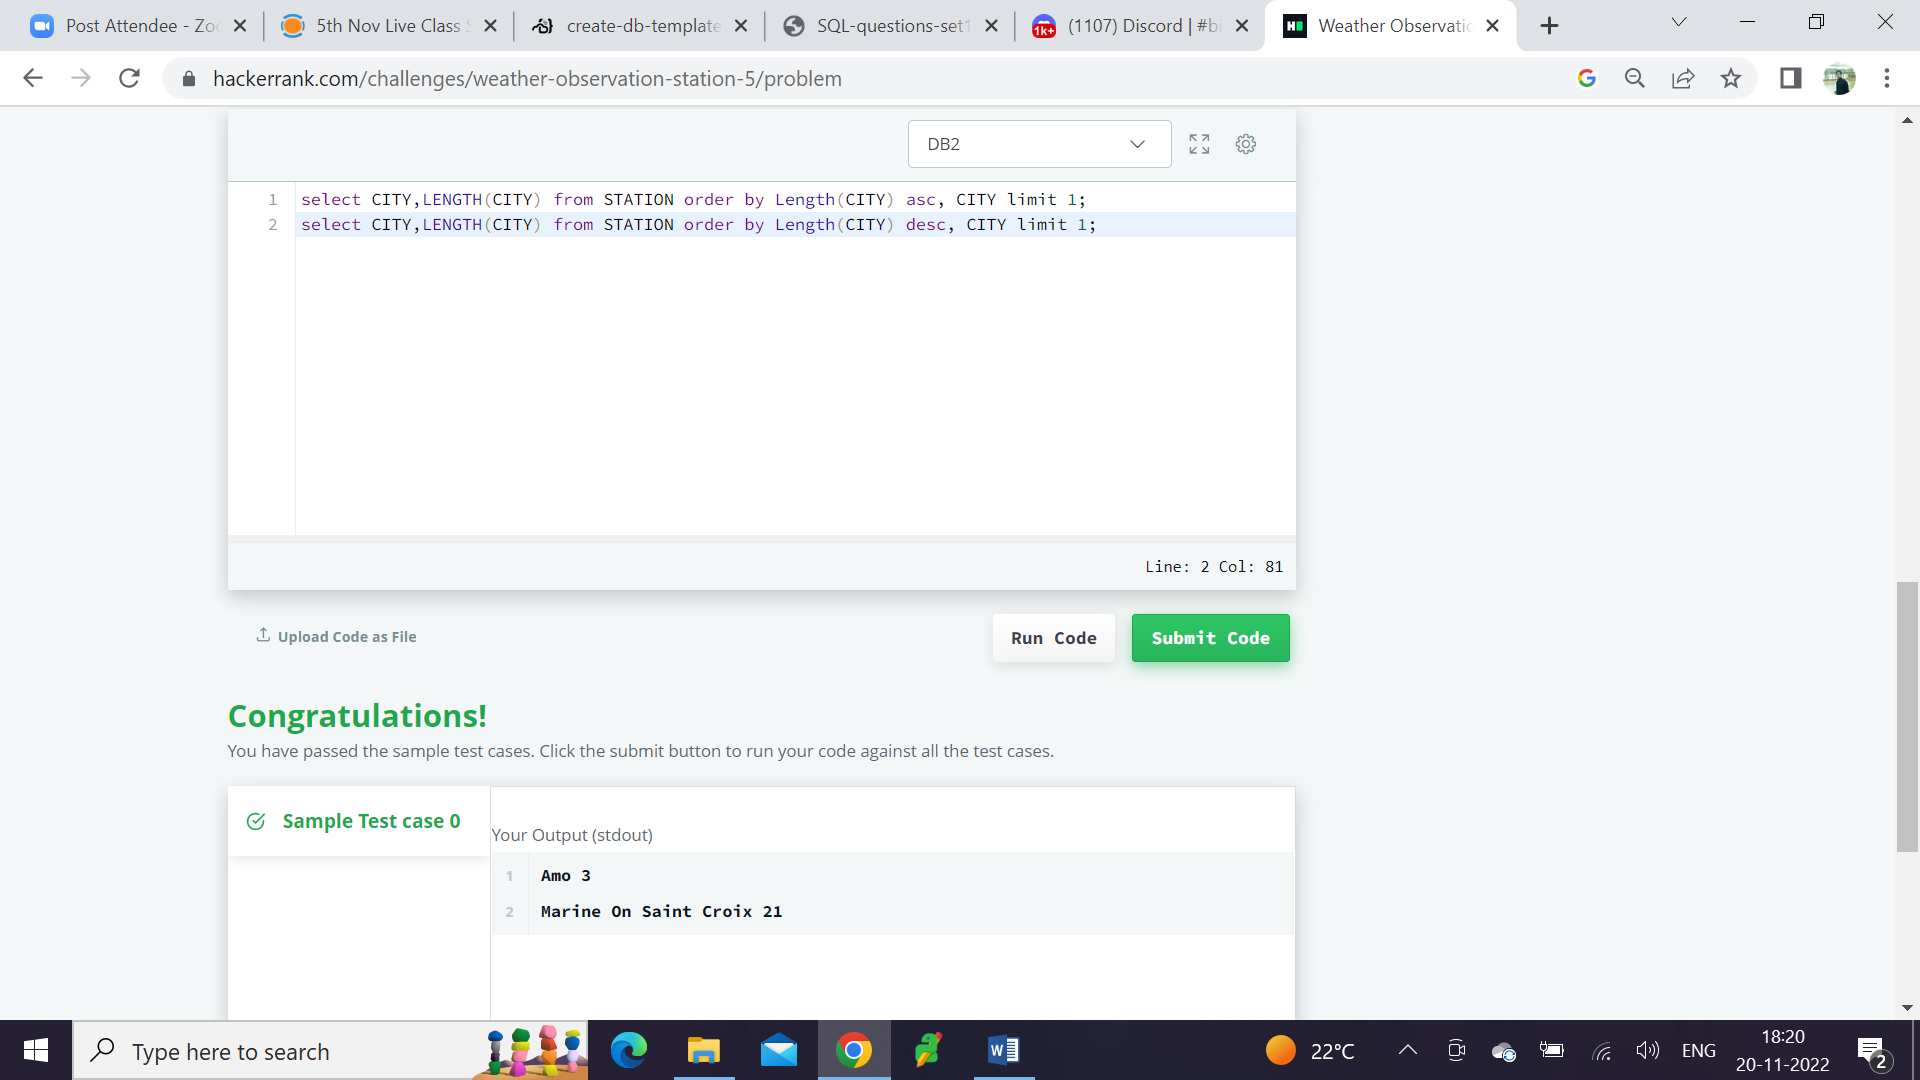 Post Attendee - Zoo
5th Nov Live Class S
create-db-template
SQL-questions-set1
1k+ (1107) Discord | #bi
H Weather Observatio
hackerrank.com/challenges/weather-observation-station-5/problem
DB2
1 select CITY,LENGTH(CITY) from STATION order by Length(CITY) asc, CITY limit 1;
2 select CITY,LENGTH(CITY) from STATION order by Length(CITY) desc, CITY limit 1;
Line: 2 Col: 81
Upload Code as File
Run Code
Submit Code
Congratulations!
You have passed the sample test cases. Click the submit button to run your code against all the test cases.
Sample Test case 0
Your Output (stdout)
1 Amo 3
2 Marine On Saint Croix 21
Type here to search
22°C
ENG
18:20
20-11-2022
2